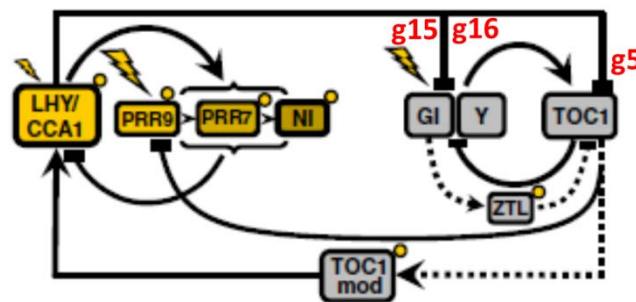 g15 g16
g5
LHY/
CCA1
PRR9
PRR7
NI
GI
Y
TOC1
ZTL
TOC1
mod